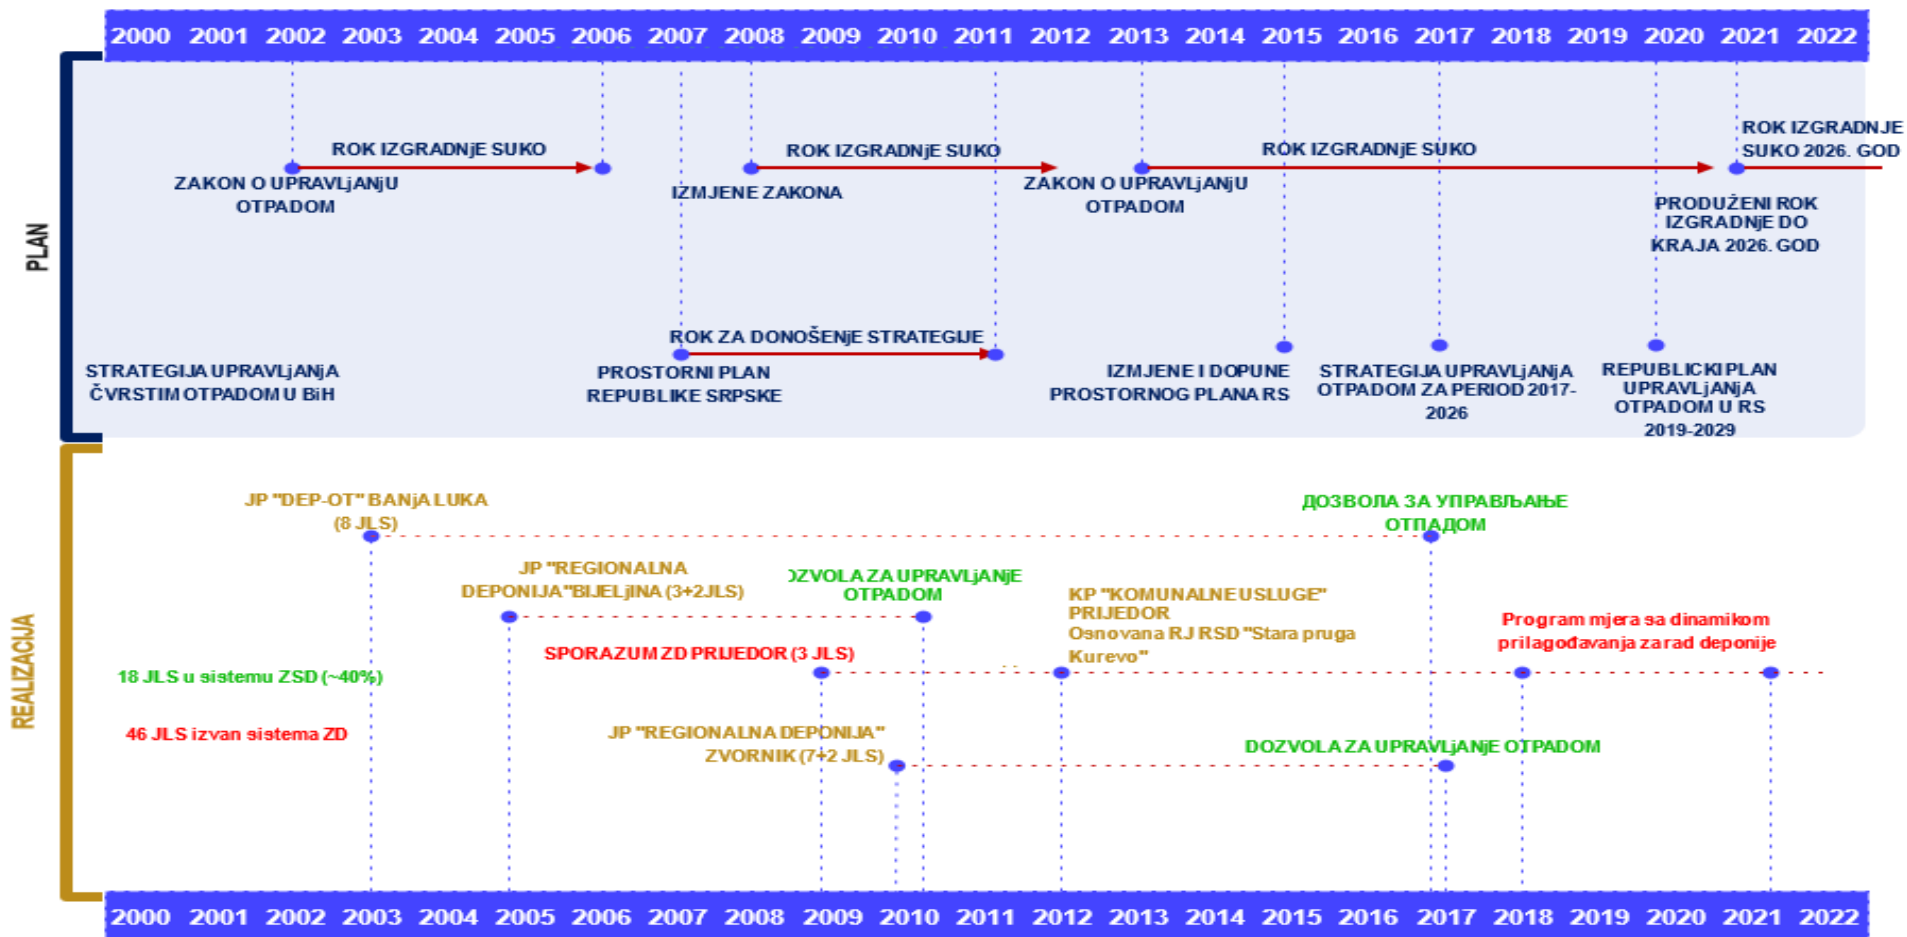 2000 2001 2002 2003 2004 2005 2006 2007 2008 2009 2010 2011 2012 2013 2014 2015 2016 2017 2018 2019 2020 2021 2022
PLAN
ROK IZGRADNjE SUKO
ROK IZGRADNjE SUKO
ROK IZGRADNjE SUKO
ROK IZGRADNJE
SUKO 2026. GOD
ZAKON O UPRAVLjANjU
OTPADOM
IZMJENE ZAKONA
ZAKON O UPRAVLjANjU
OTPADOM
PRODUŽENI ROK
IZGRADNjE DO
KRAJA 2026. GOD
ROK ZA DONOŠENjE STRATEGIJE
STRATEGIJA UPRAVLjANjA
ČVRSTIM OTPADOM U BiH
PROSTORNI PLAN
REPUBLIKE SRPSKE
IZMJENE I DOPUNE
PROSTORNOG PLANA RS
STRATEGIJA UPRAVLjANjA
OTPADOM ZA PERIOD 2017-
2026
REPUBLICKI PLAN
UPRAVLjANjA
OTPADOM U RS
2019-2029
REALIZACIJA
JP "DEP-OT" BANjA LUKA
(8 JLS)
ДОЗВОЛА ЗА УПРАВЉАЊЕ
ОТПАДОМ
JP "REGIONALNA
DEPONIJA"BIJELjINA (3+2JLS)
OZVOLA ZA UPRAVLjANjE
OTPADOM
KP "KOMUNALNE USLUGE"
PRIJEDOR
Osnovana RJ RSD "Stara pruga
Kurevo"
Program mjera sa dinamikom
prilagođavanja za rad deponije
SPORAZUM ZD PRIJEDOR (3 JLS)
18 JLS u sistemu ZSD (~40%)
46 JLS izvan sistema ZD
JP "REGIONALNA DEPONIJA"
ZVORNIK (7+2 JLS)
DOZVOLA ZA UPRAVLjANjE OTPADOM
2000 2001 2002 2003 2004 2005 2006 2007 2008 2009 2010 2011 2012 2013 2014 2015 2016 2017 2018 2019 2020 2021 2022